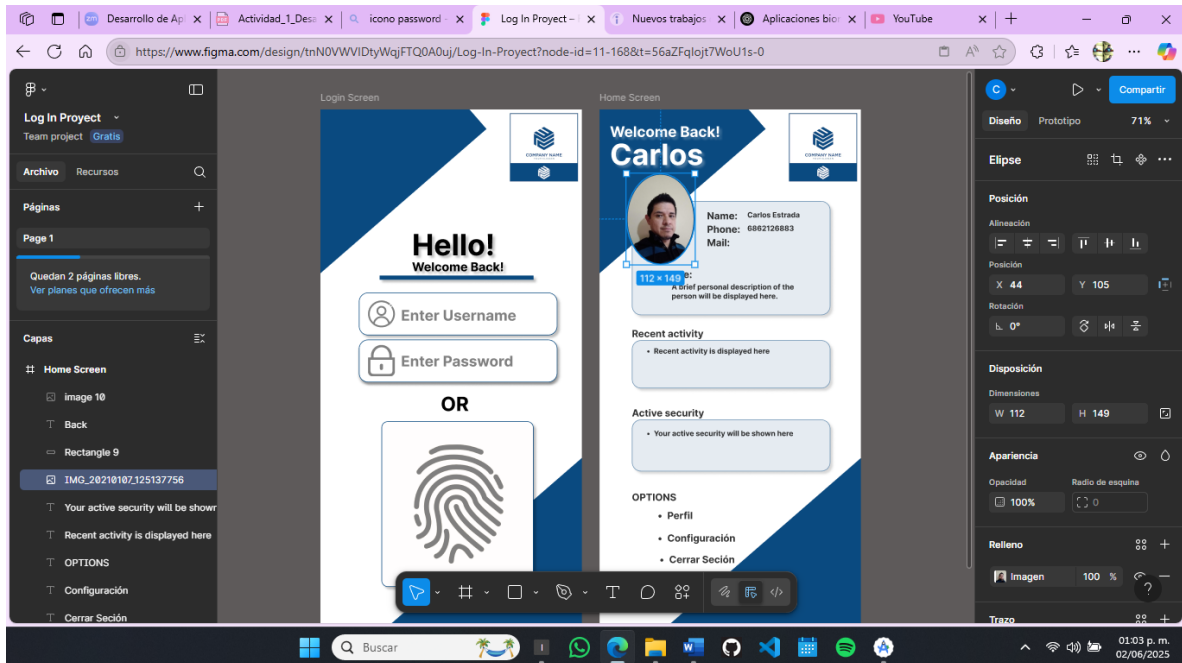 Desarrollo de Apl
Actividad_1_Desa
icono password -
Log In Proyect –
Nuevos trabajos
Aplicaciones bion
YouTube
https://www.figma.com/design/tnN0VWVIDtyWqjFTQ0A0uj/Log-In-Proyect?node-id=11-168&t=56aZFqlojt7WoU1s-0
Log In Proyect
Team project Gratis
Archivo Recursos
Páginas
Page 1
Quedan 2 páginas libres.
Ver planes que ofrecen más
Capas
Home Screen
image 10
Back
Rectangle 9
IMG_20210107_125137756
Your active security will be shown
Recent activity is displayed here
OPTIONS
Configuración
Cerrar Seción
Login Screen
COMPANY NAME
Hello!
Welcome Back!
Enter Username
Enter Password
OR
Home Screen
Welcome Back!
Carlos
COMPANY NAME
Name: Carlos Estrada
Phone: 6862126883
Mail:
112 × 149
e:
A brief personal description of the
person will be displayed here.
Recent activity
• Recent activity is displayed here
Active security
• Your active security will be shown here
OPTIONS
• Perfil
• Configuración
• Cerrar Seción
C
Compartir
Diseño Prototipo 71%
Elipse
Posición
Alineación
Posición
X 44 Y 105
Rotación
0°
Disposición
Dimensiones
W 112 H 149
Apariencia
Opacidad Radio de esquina
100% 0
Relleno
Imagen 100 %
?
Trazo
Buscar
01:03 p. m.
02/06/2025